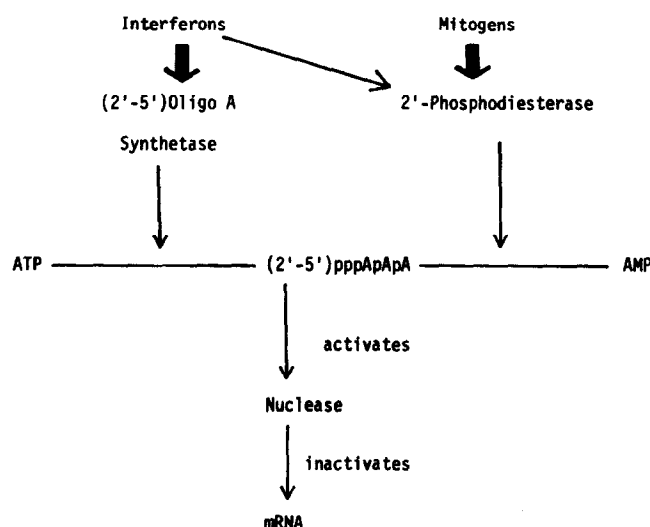 Interferons Mitogens
(2'-5')Oligo A 2'-Phosphodiesterase
Synthetase
ATP (2'-5')pppApApA AMP
activates
Nuclease
inactivates
mRNA